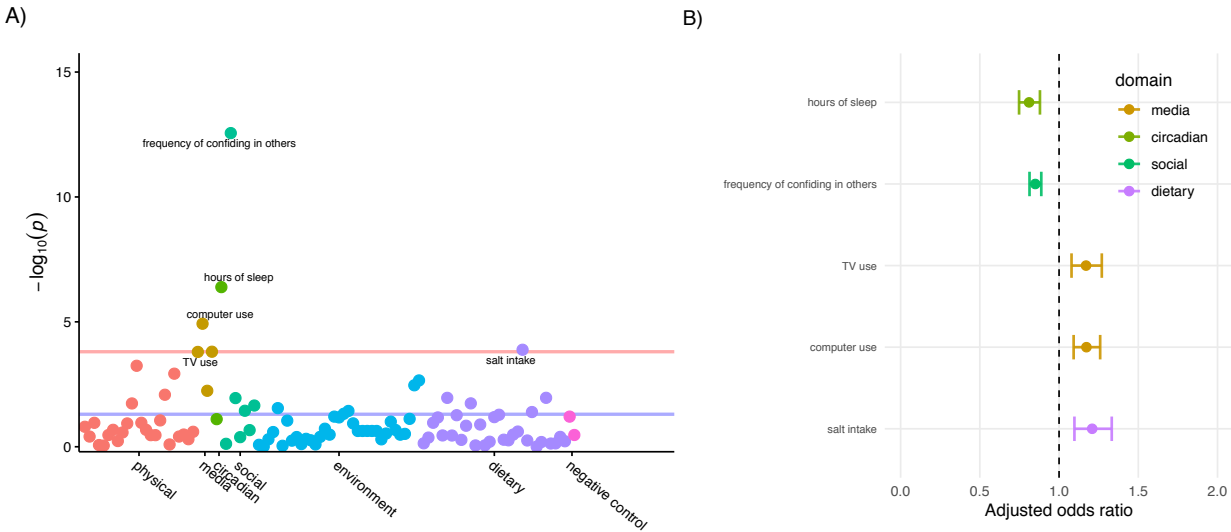 A)
−log10(p)
15
10
5
0
frequency of confiding in others
hours of sleep
computer use
TV use
salt intake
physical
media
circadian
social
environment
dietary
negative control
B)
hours of sleep
frequency of confiding in others
TV use
computer use
salt intake
domain
media
circadian
social
dietary
0.0 0.5 1.0 1.5 2.0
Adjusted odds ratio